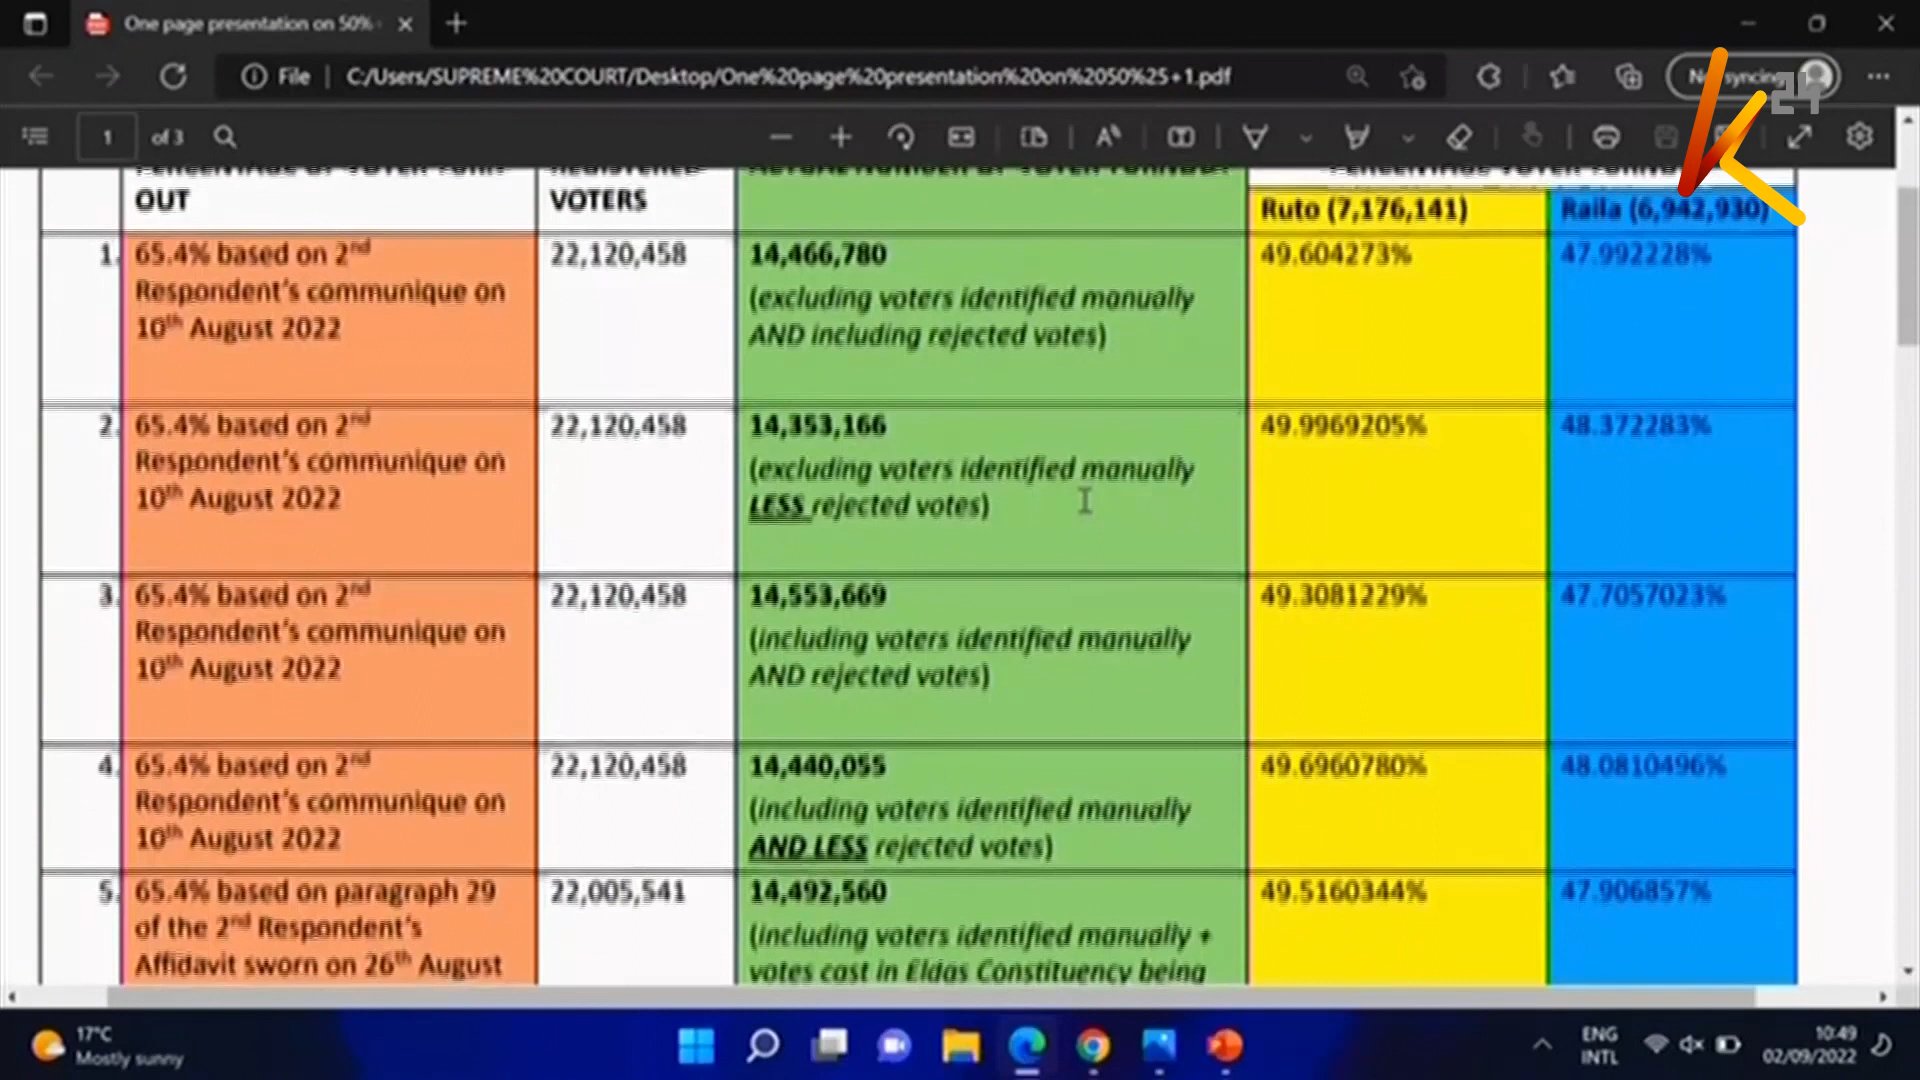 One page presentation on 50%
File
C:/Users/SUPREME%20COURT/Desktop/One%20page%20presentation%20on%2050%25+1.pdf
24
1 of 3
OUT
VOTERS
Ruto (7,176,141)
Raila (6,942,930)
1. 65.4% based on 2nd
Respondent's communique on
10th August 2022
22,120,458
14,466,780
(excluding voters identified manually
AND including rejected votes)
49.604273%
47.992228%
2. 65.4% based on 2nd
Respondent's communique on
10th August 2022
22,120,458
14,353,166
(excluding voters identified manually
LESS rejected votes)
49.9969205%
48.372283%
3. 65.4% based on 2nd
Respondent's communique on
10th August 2022
22,120,458
14,553,669
(including voters identified manually
AND rejected votes)
49.3081229%
47.7057023%
4. 65.4% based on 2nd
Respondent's communique on
10th August 2022
22,120,458
14,440,055
(including voters identified manually
AND LESS rejected votes)
49.6960780%
48.0810496%
5. 65.4% based on paragraph 29
of the 2nd Respondent's
Affidavit sworn on 26th August
22,005,541
14,492,560
(including voters identified manually +
votes cast in Eldas Constituency being
49.5160344%
47.906857%
17°C
Mostly sunny
ENG
INTL
10:49
02/09/2022